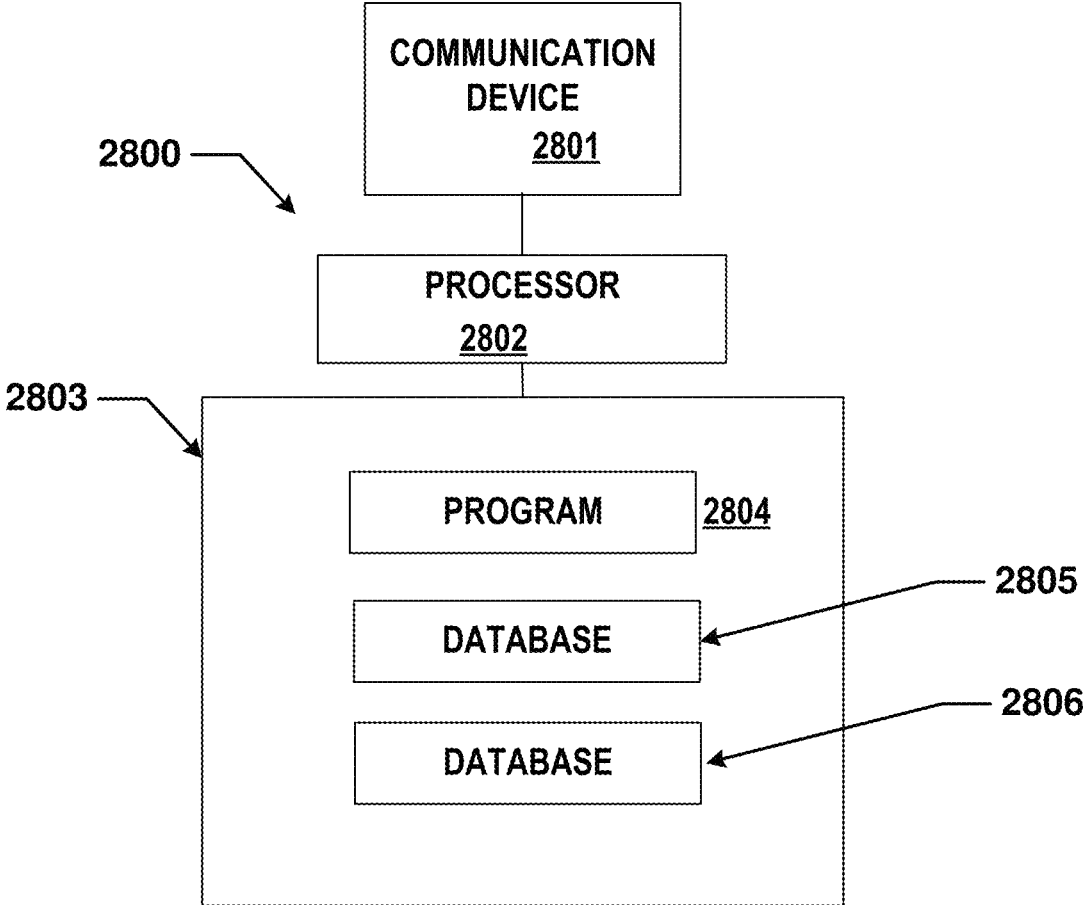 COMMUNICATION
DEVICE
2801
2800
PROCESSOR
2802
2803
PROGRAM
2804
2805
DATABASE
2806
DATABASE